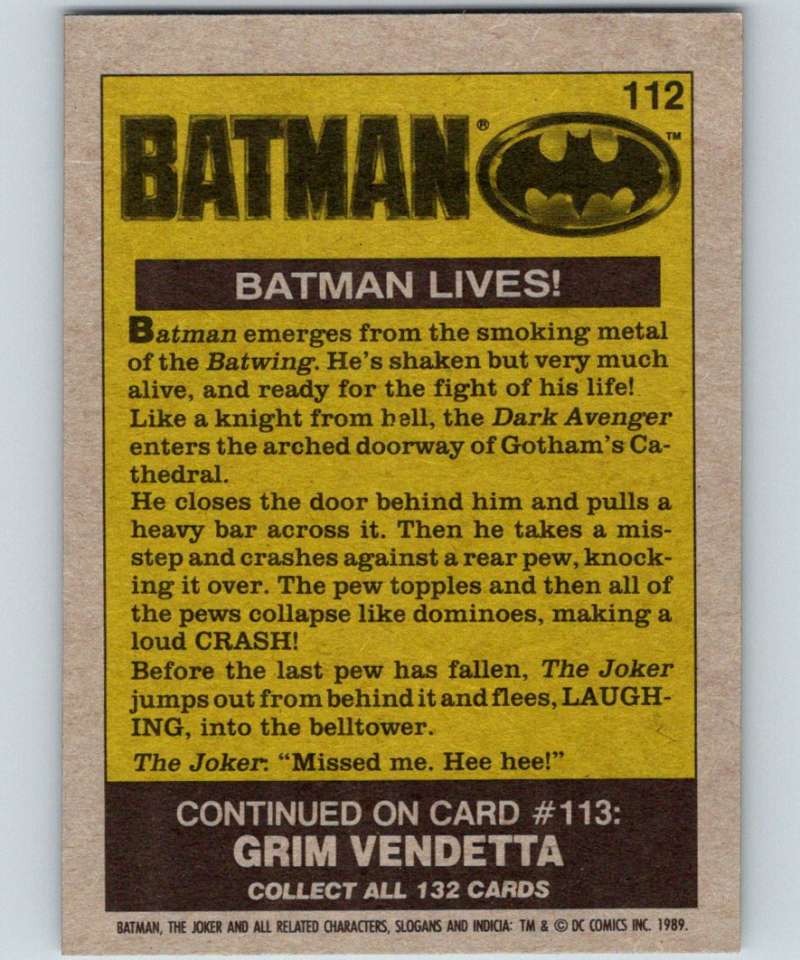 112
BATMAN® ™
BATMAN LIVES!
Batman emerges from the smoking metal
of the Batwing. He's shaken but very much
alive, and ready for the fight of his life!
Like a knight from hell, the Dark Avenger
enters the arched doorway of Gotham's Ca-
thedral.
He closes the door behind him and pulls a
heavy bar across it. Then he takes a mis-
step and crashes against a rear pew, knock-
ing it over. The pew topples and then all of
the pews collapse like dominoes, making a
loud CRASH!
Before the last pew has fallen, The Joker
jumps out from behind it and flees, LAUGH-
ING, into the belltower.
The Joker: "Missed me. Hee hee!"
CONTINUED ON CARD #113:
GRIM VENDETTA
COLLECT ALL 132 CARDS
BATMAN, THE JOKER AND ALL RELATED CHARACTERS, SLOGANS AND INDICIA: TM & © DC COMICS INC. 1989.